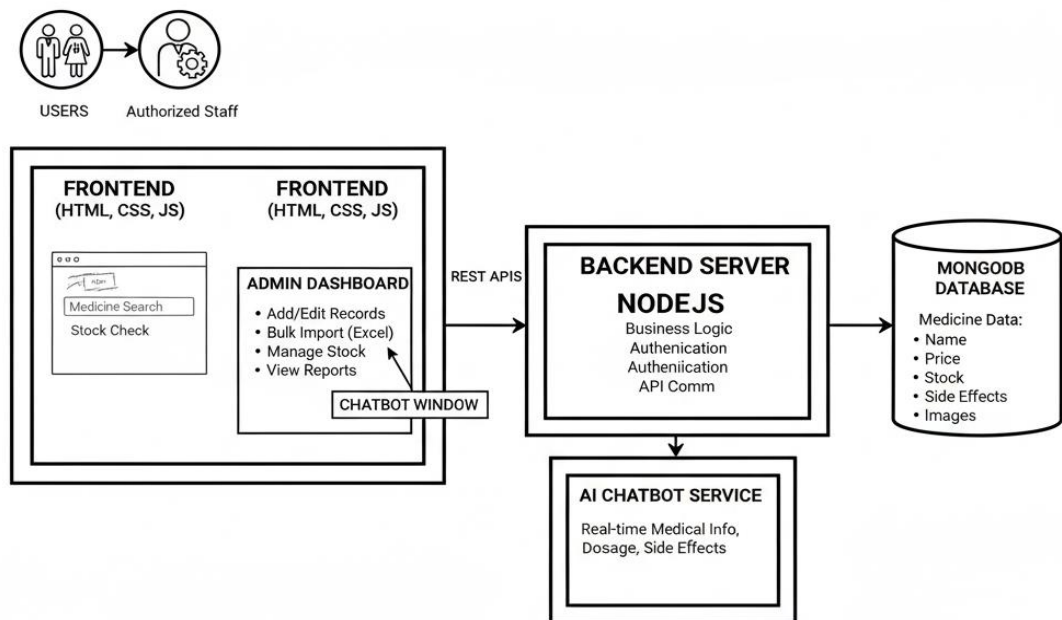 USERS
Authorized Staff
FRONTEND
(HTML, CSS, JS)
Medicine Search
Stock Check
FRONTEND
(HTML, CSS, JS)
ADMIN DASHBOARD
• Add/Edit Records
• Bulk Import (Excel)
• Manage Stock
• View Reports
CHATBOT WINDOW
REST APIS
BACKEND SERVER
NODEJS
Business Logic
Authenication
Autheniication
API Comm
AI CHATBOT SERVICE
Real-time Medical Info,
Dosage, Side Effects
MONGODB
DATABASE
Medicine Data:
• Name
• Price
• Stock
• Side Effects
• Images